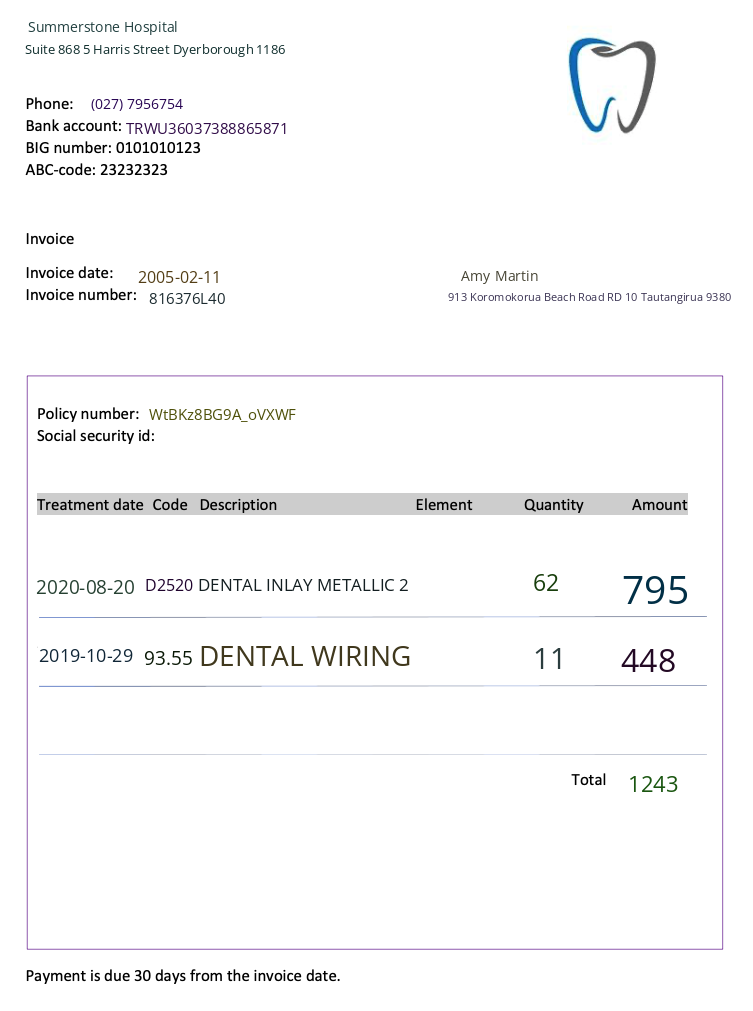 Summerstone Hospital
Suite 868 5 Harris Street Dyerborough 1186
Phone: (027) 7956754
Bank account: TRWU36037388865871
BIG number: 0101010123
ABC-code: 23232323
Invoice
Invoice date: 2005-02-11
Invoice number: 816376L40
Amy Martin
913 Koromokorua Beach Road RD 10 Tautangirua 9380
Policy number: WtBKz8BG9A_oVXWF
Social security id:
Treatment date Code Description Element Quantity Amount
2020-08-20 D2520 DENTAL INLAY METALLIC 2 62 795
2019-10-29 93.55 DENTAL WIRING 11 448
Total 1243
Payment is due 30 days from the invoice date.